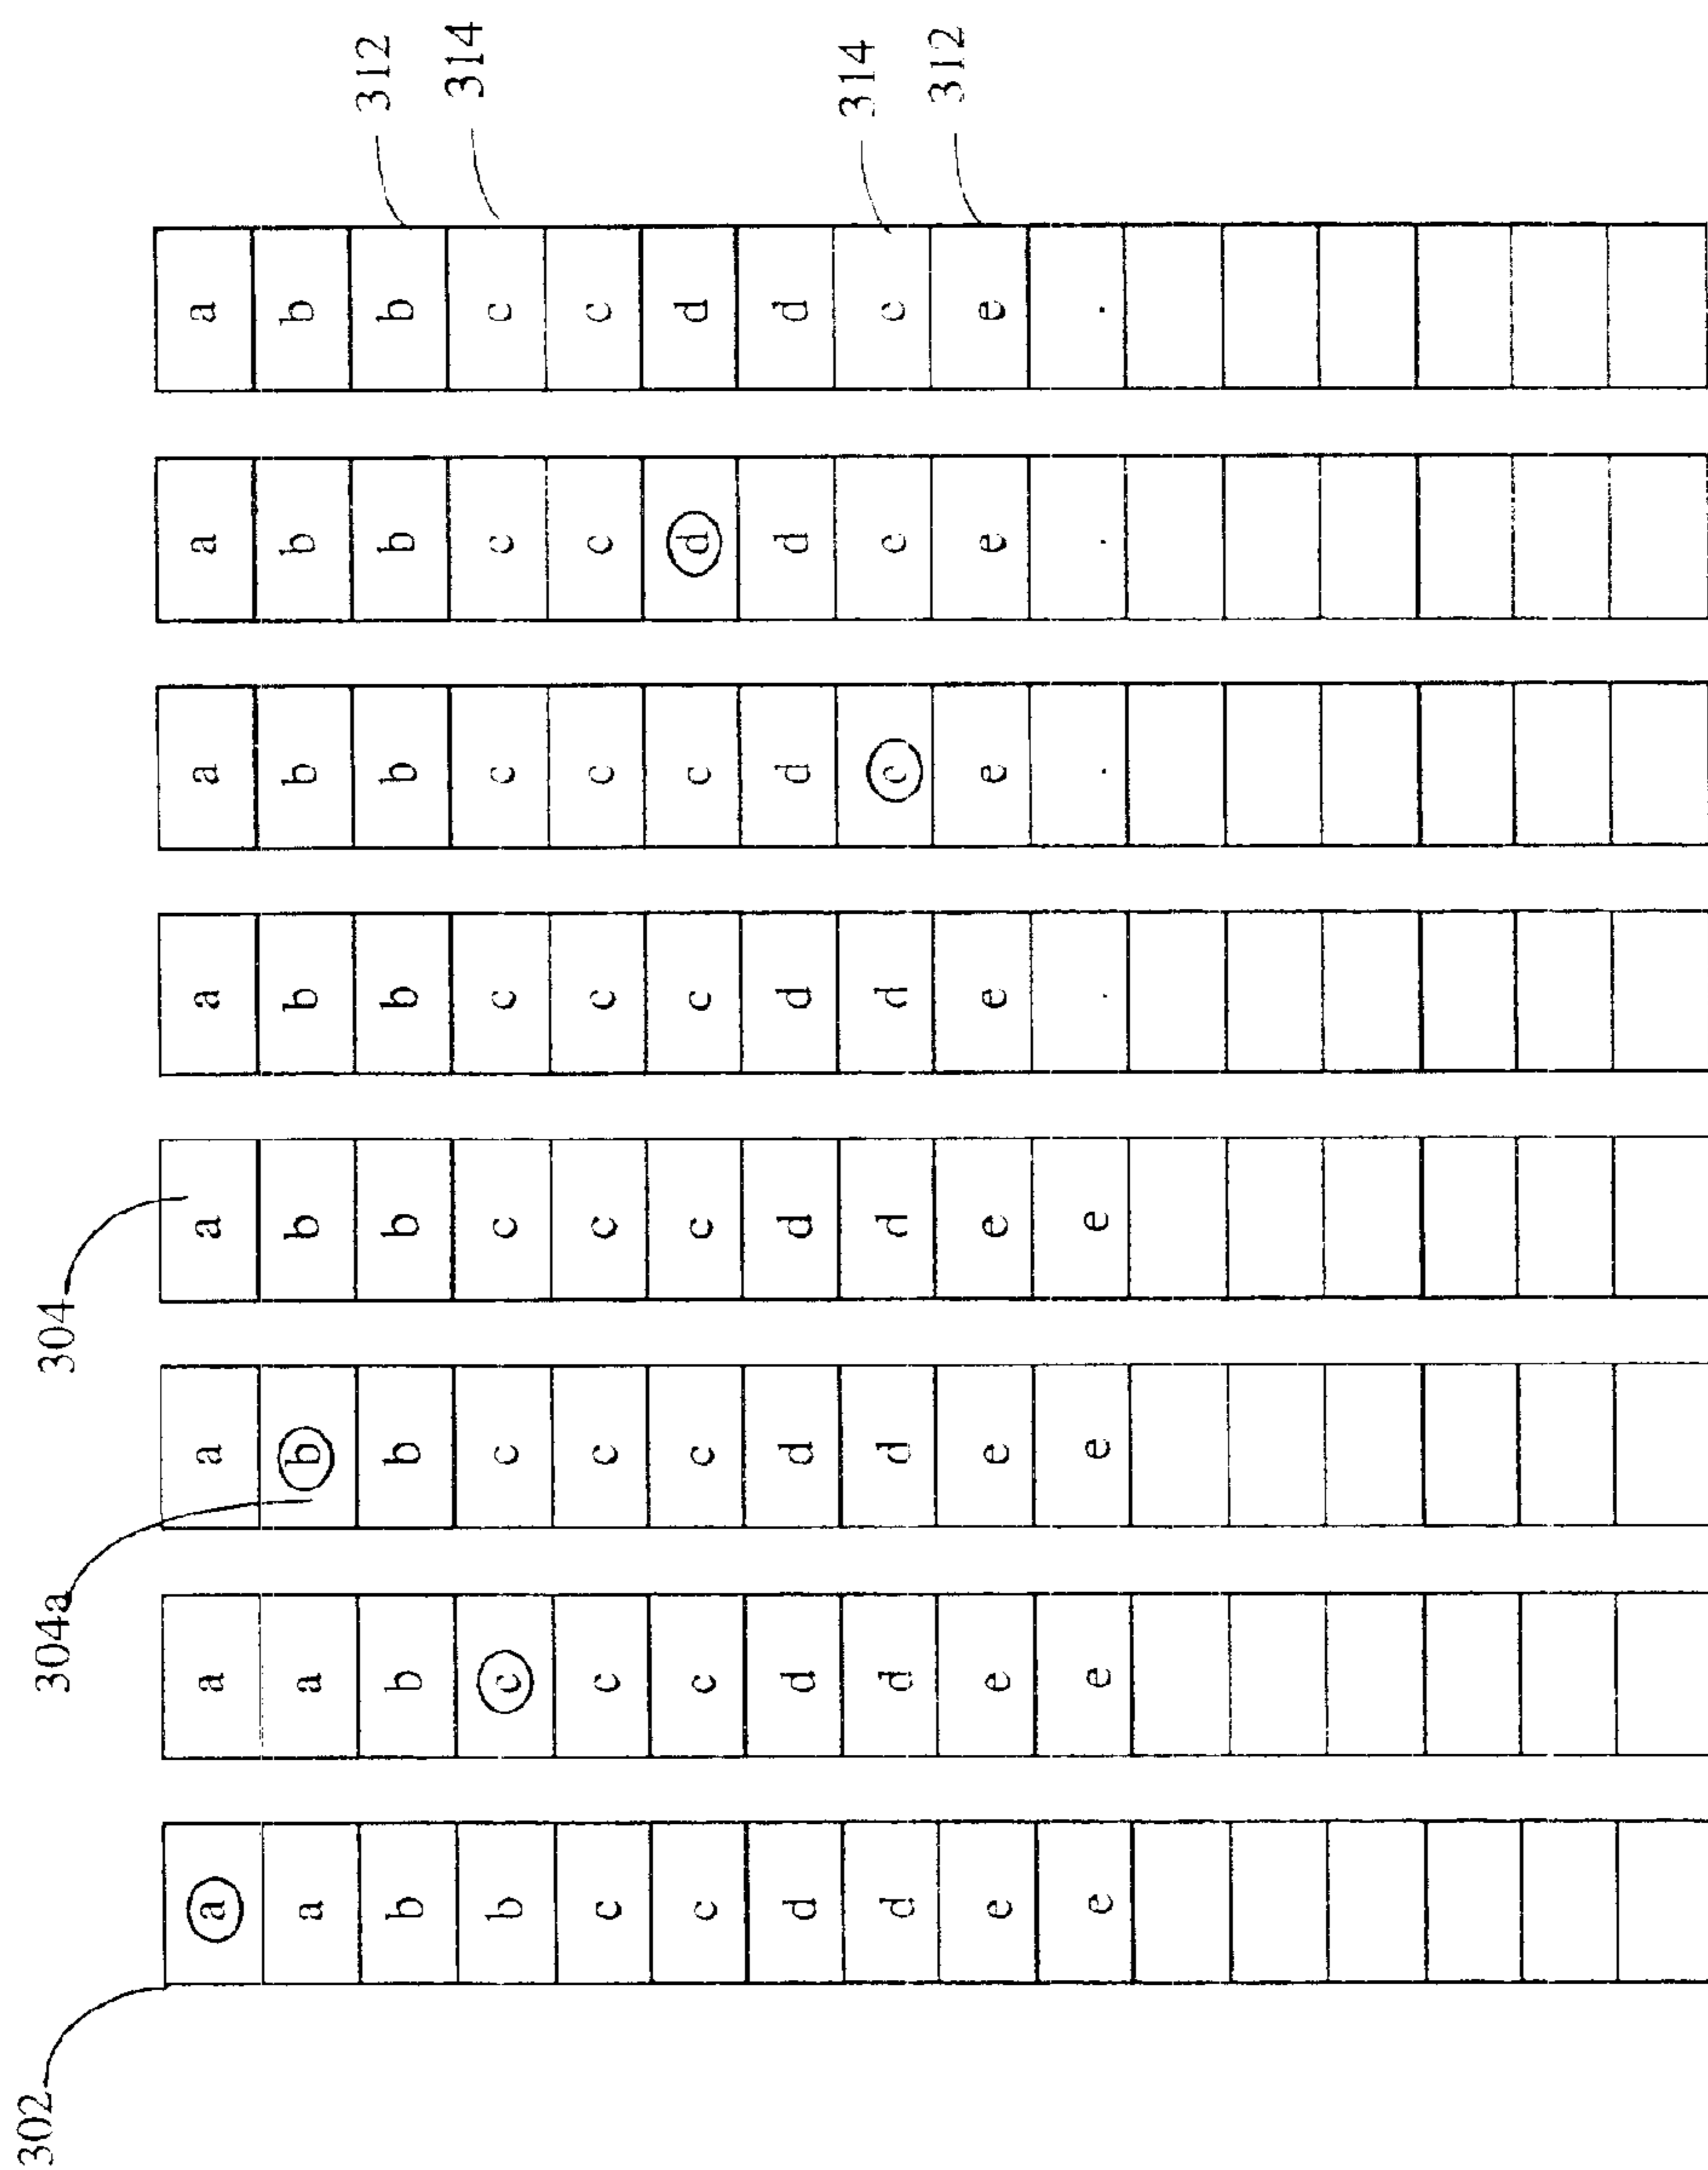 302 304a 304
a a a a a a a a
a a b b b b b b
b b b b b b b b 312
b c c c c c c c 314
c c c c c c c c
c c c c c c d d
d d d d d d d d
d d d d d c c c 314
e e e e e e e e 312
e e e e . . . .